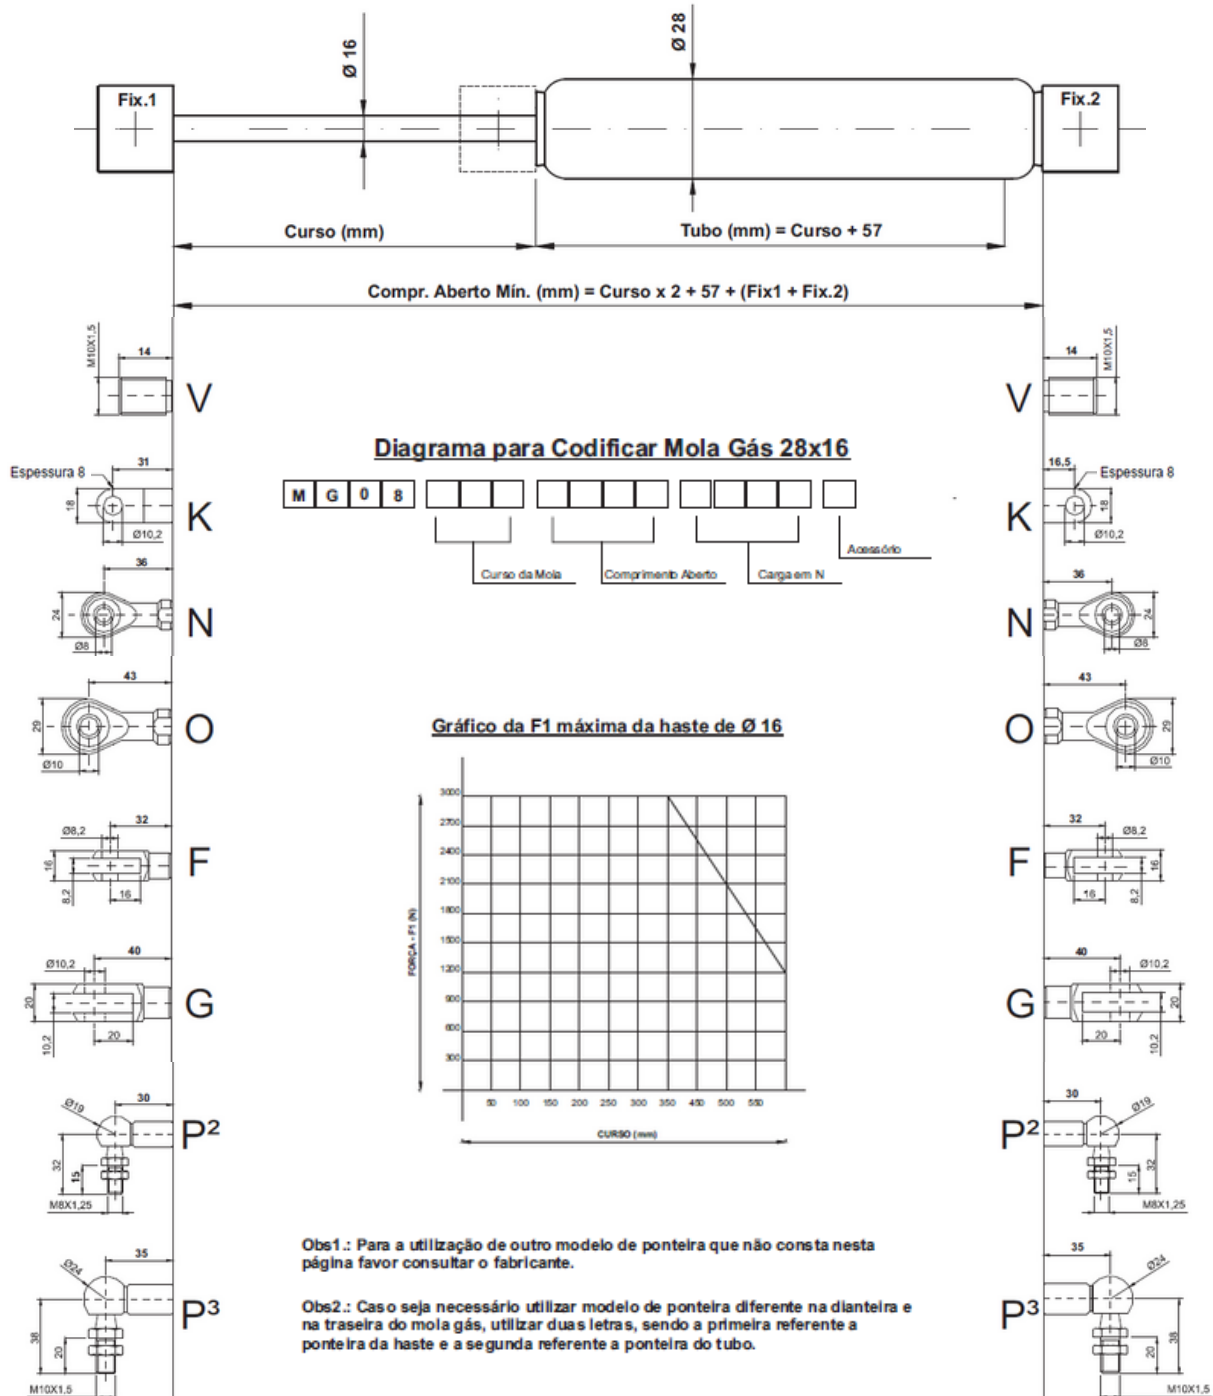 Ø 16
Ø 28
Fix.1
Fix.2
Curso (mm)
Tubo (mm) = Curso + 57
Compr. Aberto Mín. (mm) = Curso x 2 + 57 + (Fix1 + Fix.2)
M10X1,5
14
V
V
14
M10X1,5
Diagrama para Codificar Mola Gás 28x16
Espessura 8
31
18
Ø10,2
K
M G 0 8
Curso da Mola
Comprimento Aberto
Carga em N
Acessório
K
16,5
Espessura 8
18
Ø10,2
36
24
Ø8
N
N
36
24
Ø8
43
29
Ø10
O
O
43
29
Ø10
Gráfico da F1 máxima da haste de Ø 16
FORÇA - F1 (N)
3000
2700
2400
2100
1800
1500
1200
900
600
300
50 100 150 200 250 300 350 450 500 550
CURSO (mm)
32
Ø8,2
16
8,2
16
F
F
32
Ø8,2
16
8,2
16
40
Ø10,2
20
10,2
20
G
G
40
Ø10,2
20
10,2
20
Ø19
30
32
15
M8X1,25
P²
P²
30
Ø19
32
15
M8X1,25
Ø24
35
38
20
M10X1,5
P³
P³
35
Ø24
38
20
M10X1,5
Obs1.: Para a utilização de outro modelo de ponteira que não consta nesta
página favor consultar o fabricante.
Obs2.: Caso seja necessário utilizar modelo de ponteira diferente na dianteira e
na traseira do mola gás, utilizar duas letras, sendo a primeira referente a
ponteira da haste e a segunda referente a ponteira do tubo.